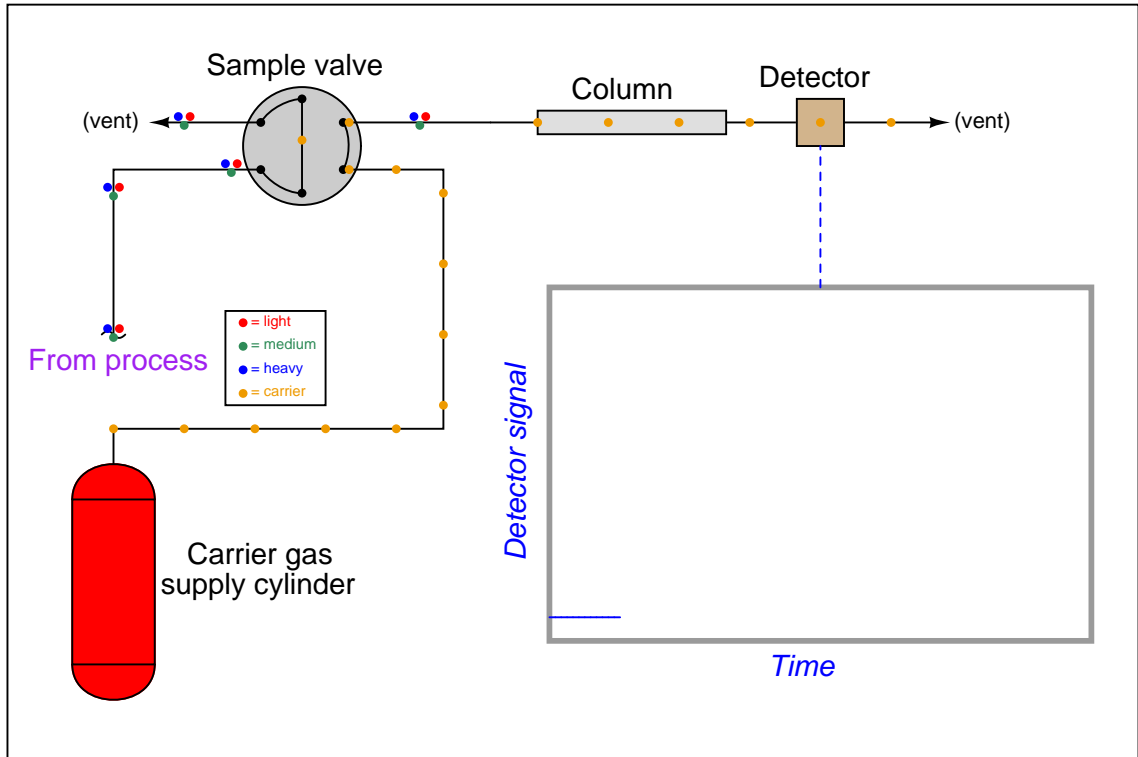 Sample valve
Column
Detector
(vent)
(vent)
= light
= medium
= heavy
= carrier
From process
Detector signal
Carrier gas
supply cylinder
Time